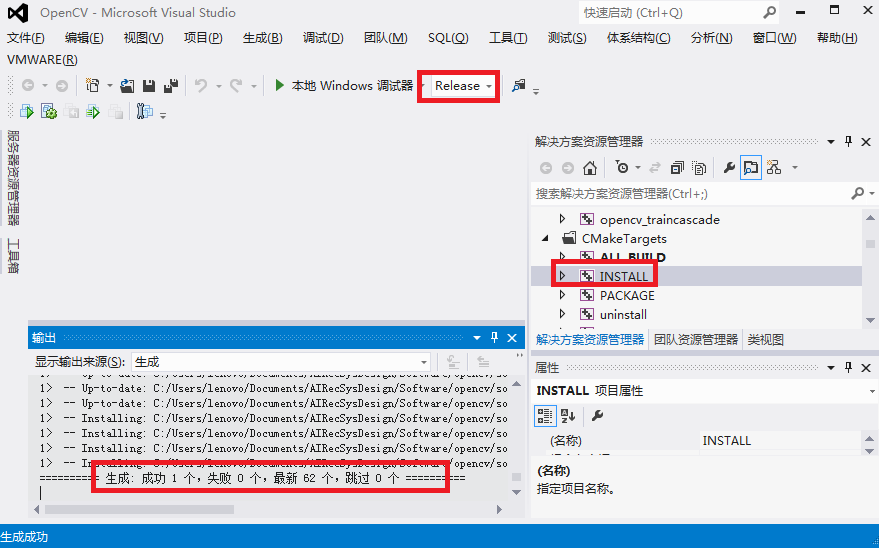 OpenCV - Microsoft Visual Studio
快速启动 (Ctrl+Q)
文件(F) 编辑(E) 视图(V) 项目(P) 生成(B) 调试(D) 团队(M) SQL(Q) 工具(T) 测试(S) 体系结构(C) 分析(N) 窗口(W) 帮助(H)
VMWARE(R)
本地 Windows 调试器 Release
服务器资源管理器
工具箱
解决方案资源管理器
搜索解决方案资源管理器(Ctrl+;)
opencv_traincascade
CMakeTargets
ALL_BUILD
INSTALL
PACKAGE
uninstall
解决方案资源管理器 团队资源管理器 类视图
输出
显示输出来源(S): 生成
1> -- Up-to-date: C:/Users/lenovo/Documents/AIRecSysDesign/Software/opencv/so
1> -- Up-to-date: C:/Users/lenovo/Documents/AIRecSysDesign/Software/opencv/so
1> -- Up-to-date: C:/Users/lenovo/Documents/AIRecSysDesign/Software/opencv/so
1> -- Installing: C:/Users/lenovo/Documents/AIRecSysDesign/Software/opencv/so
1> -- Installing: C:/Users/lenovo/Documents/AIRecSysDesign/Software/opencv/so
1> -- Installing: C:/Users/lenovo/Documents/AIRecSysDesign/Software/opencv/so
1> -- Installing: C:/Users/lenovo/Documents/AIRecSysDesign/Software/opencv/so
========== 生成: 成功 1 个，失败 0 个，最新 62 个，跳过 0 个 ==========
属性
INSTALL 项目属性
(名称) INSTALL
(名称)
指定项目名称。
生成成功